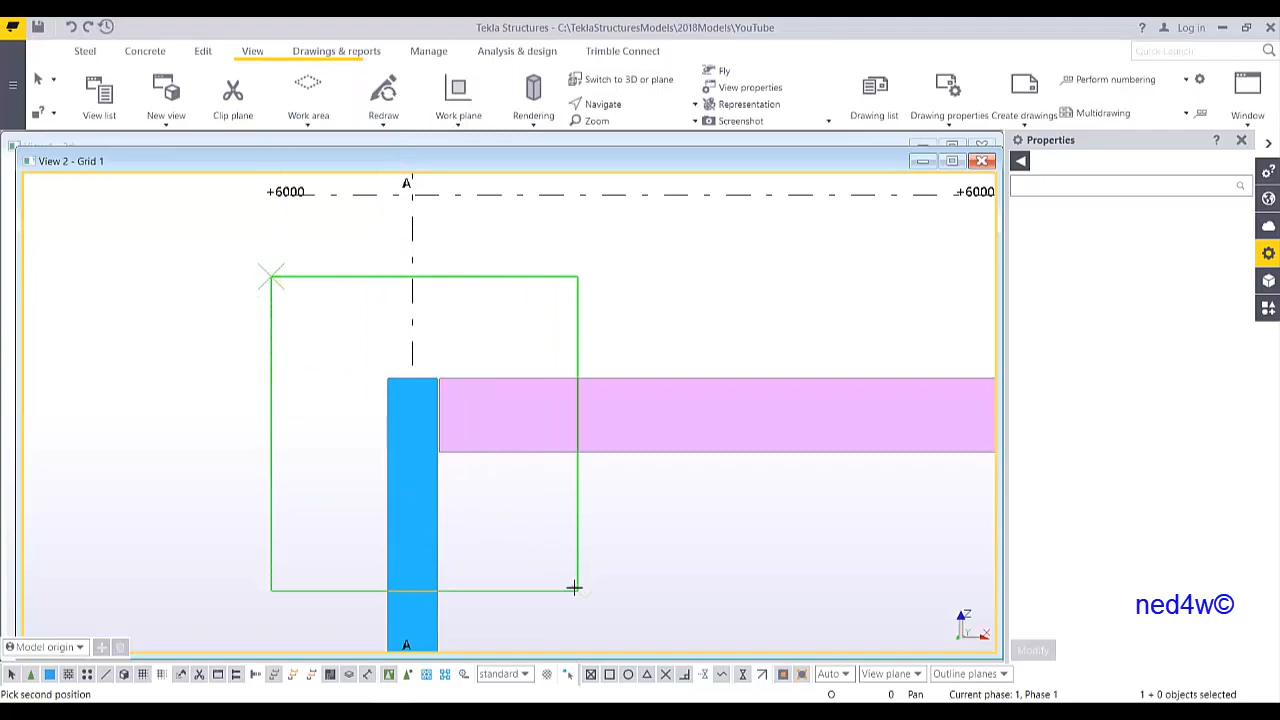 Tekla Structures - C:\TeklaStructuresModels\2018Models\YouTube
Log in
Steel
Concrete
Edit
View
Drawings & reports
Manage
Analysis & design
Trimble Connect
Quick Launch
View list
New view
Clip plane
Work area
Redraw
Work plane
Rendering
Switch to 3D or plane
Navigate
Zoom
Fly
View properties
Representation
Screenshot
Drawing list
Drawing properties
Create drawings
Perform numbering
Multidrawing
Window
View 2 - Grid 1
Properties
+6000
A
+6000
A
Z
Y
X
ned4w©
Model origin
Modify
standard
Auto
View plane
Outline planes
Pick second position
O
0
Pan
Current phase: 1, Phase 1
1 + 0 objects selected